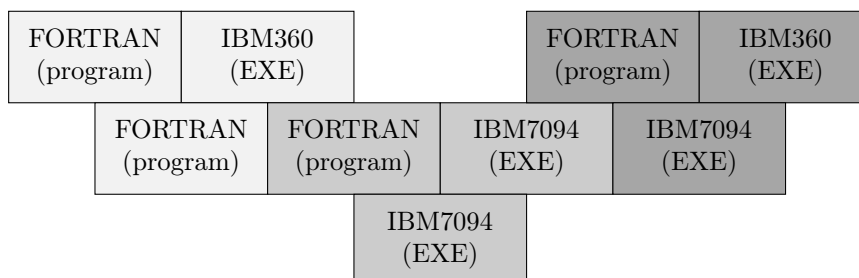 FORTRAN IBM360 FORTRAN IBM360
(program) (EXE) (program) (EXE)
FORTRAN FORTRAN IBM7094 IBM7094
(program) (program) (EXE) (EXE)
IBM7094
(EXE)